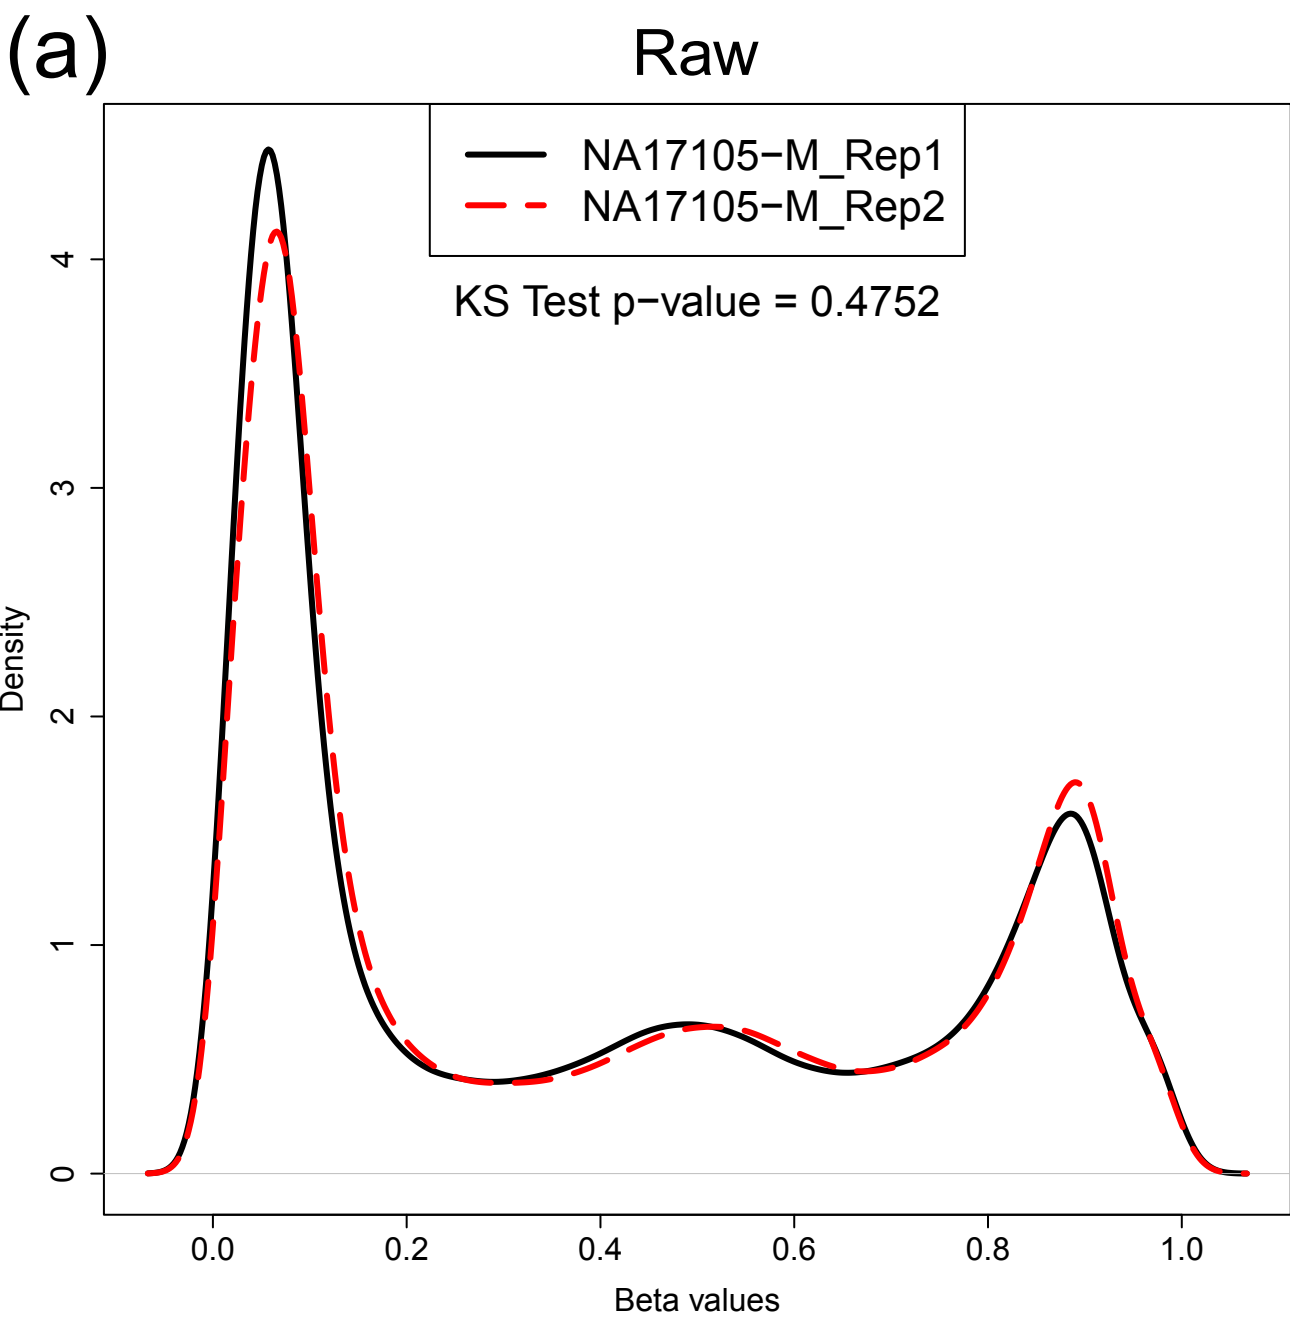 (a)
Raw
NA17105−M_Rep1
NA17105−M_Rep2
KS Test p−value = 0.4752
Density
4
3
2
1
0
0.0 0.2 0.4 0.6 0.8 1.0
Beta values